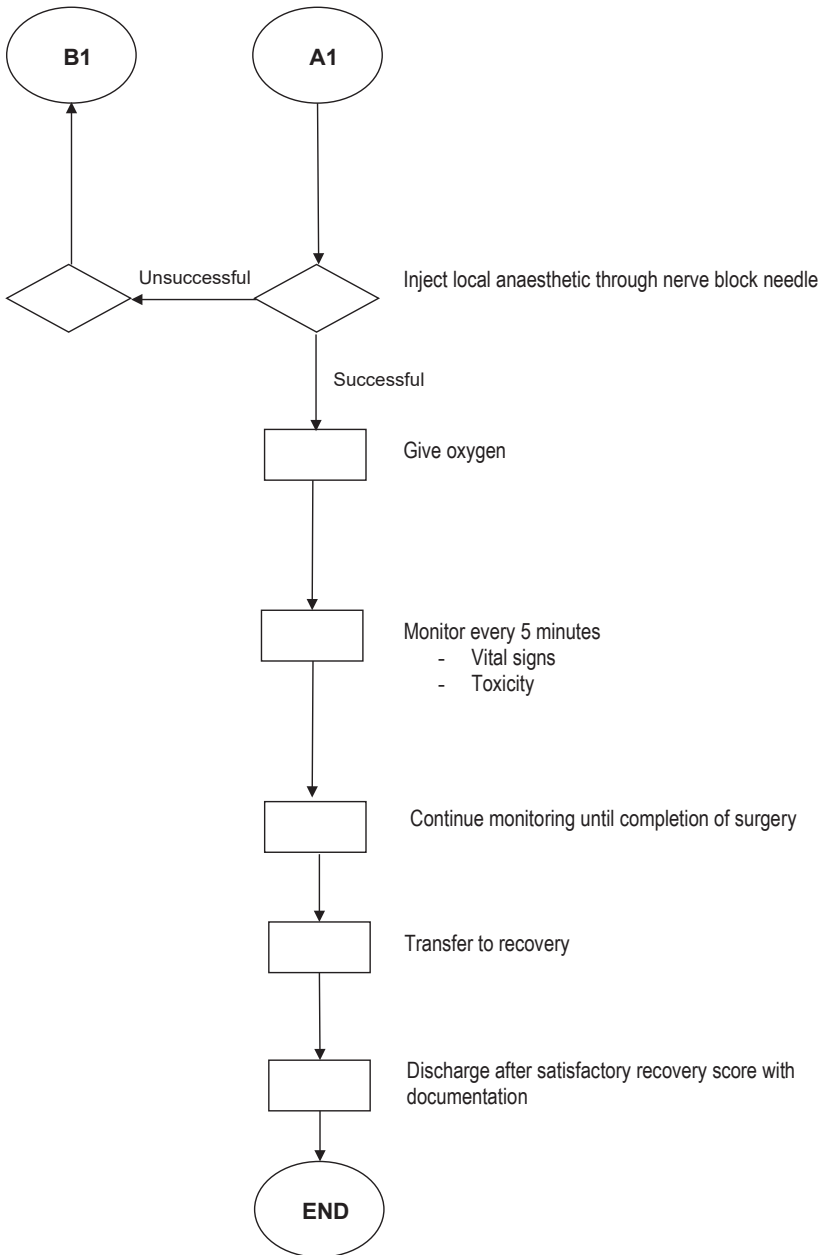 B1
A1
Unsuccessful
Inject local anaesthetic through nerve block needle
Successful
Give oxygen
Monitor every 5 minutes
- Vital signs
- Toxicity
Continue monitoring until completion of surgery
Transfer to recovery
Discharge after satisfactory recovery score with
documentation
END